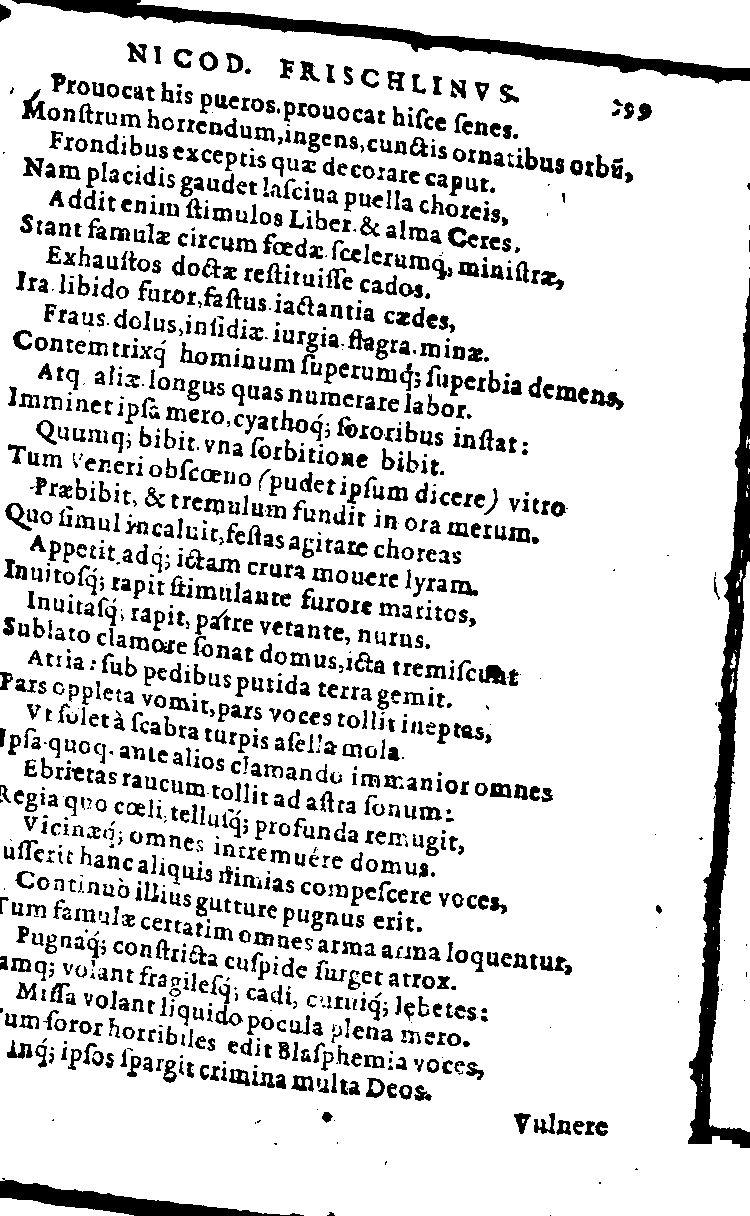 NICOD. FRISCHLINVS. 299
Prouocat his pueros, prouocat hisce ſenes.
Monſtrum horrendum, ingens, cunctis ornatibus orbũ,
Frondibus exceptis quæ decorare caput.
Nam placidis gaudet laſciua puella choreis,
Addit enim ſtimulos Liber. & alma Ceres.
Stant famulæ circum fœdæ ſcelerumq́, miniſtræ,
Exhauſtos doctæ reſtituiſſe cados.
Ira. libido furor, faſtus. iactantia cædes,
Fraus. dolus, inſidiæ. iurgia. flagra. minæ.
Contemtrixq́ hominum ſuperumq́; ſuperbia demens,
Atq aliæ. longus quas numerare labor.
Imminet ipſa mero, cyathoq́; ſororibus inſtat:
Quumq; bibit. vna ſorbitione bibit.
Tum Veneri obſcœno (pudet ipſum dicere) vitro
Præbibit, & tremulum fundit in ora merum.
Quo ſimul incaluit, feſtas agitare choreas
Appetit, adq́; ictam crura mouere lyram.
Inuitoſq́; rapit ſtimulante furore maritos,
Inuitaſq́; rapit, patre vetante, nurus.
Sublato clamore ſonat domus, icta tremiſcunt
Atria: ſub pedibus putida terra gemit.
Pars oppleta vomit, pars voces tollit ineptas,
Vt ſolet à ſcabra turpis aſella mola.
Ipſa. quoq. ante alios clamando immanior omnes
Ebrietas raucum tollit ad aſtra ſonum:
Regia quo cœli, telluſq́; profunda remugit,
Vicinæq́; omnes intremuére domus.
uſſerit hanc aliquis nimias compeſcere voces,
Continuò illius gutture pugnus erit.
Tum famulæ certatim omnes arma arma loquentur,
Pugnaq́; conſtricta cuſpide ſurget atrox.
amq; volant fragileſq́; cadi, curuiq́; lębetes:
Miſſa volant liquido pocula plena mero.
um ſoror horribiles edit Blaſphemia voces,
inq́; ipſos ſpargit crimina multa Deos.
Vulnere